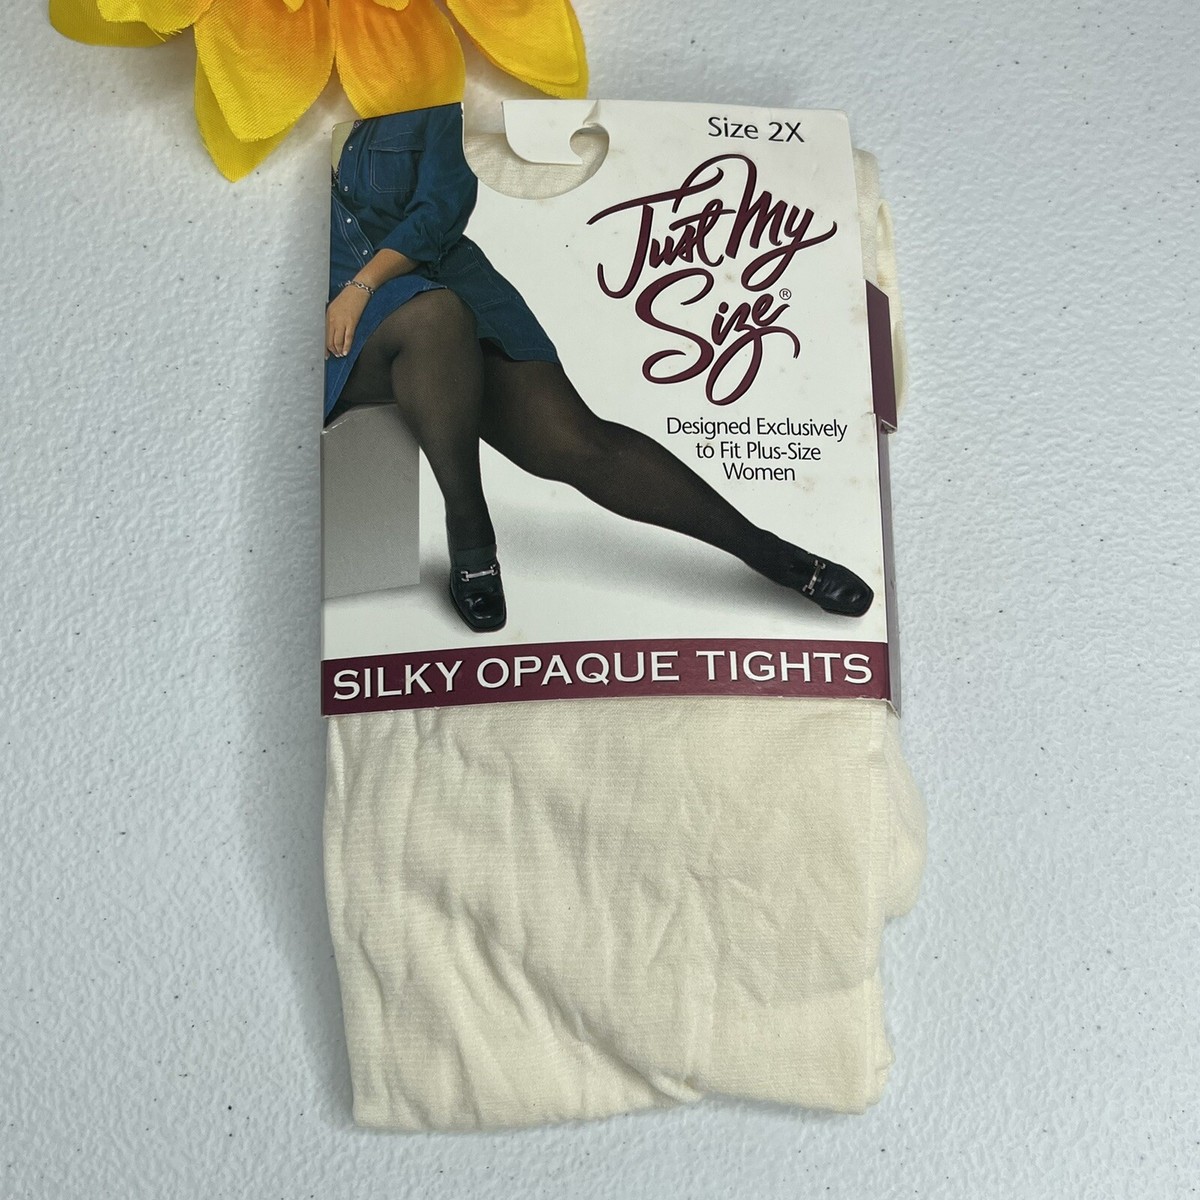 Size 2X
Just My
Size®
Designed Exclusively
to Fit Plus-Size
Women
SILKY OPAQUE TIGHTS